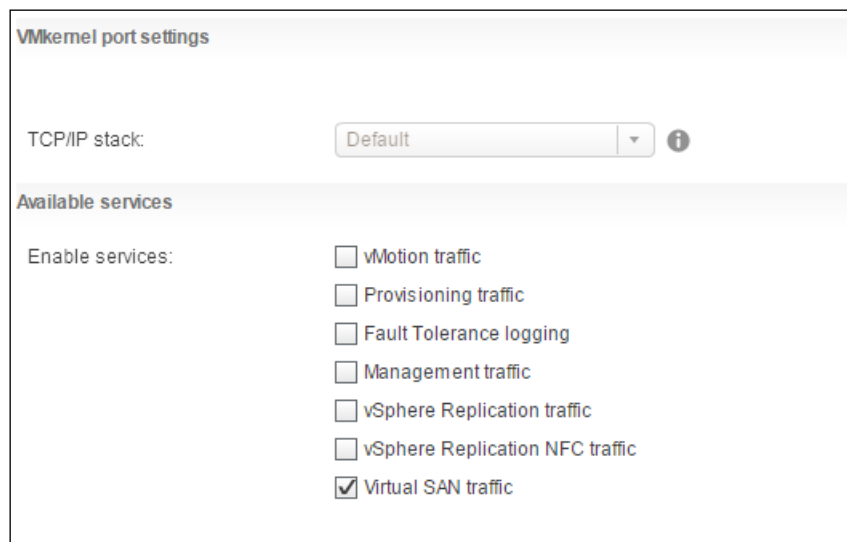 VMkernel port settings
TCP/IP stack: Default
Available services
Enable services: vMotion traffic
Provisioning traffic
Fault Tolerance logging
Management traffic
vSphere Replication traffic
vSphere Replication NFC traffic
Virtual SAN traffic